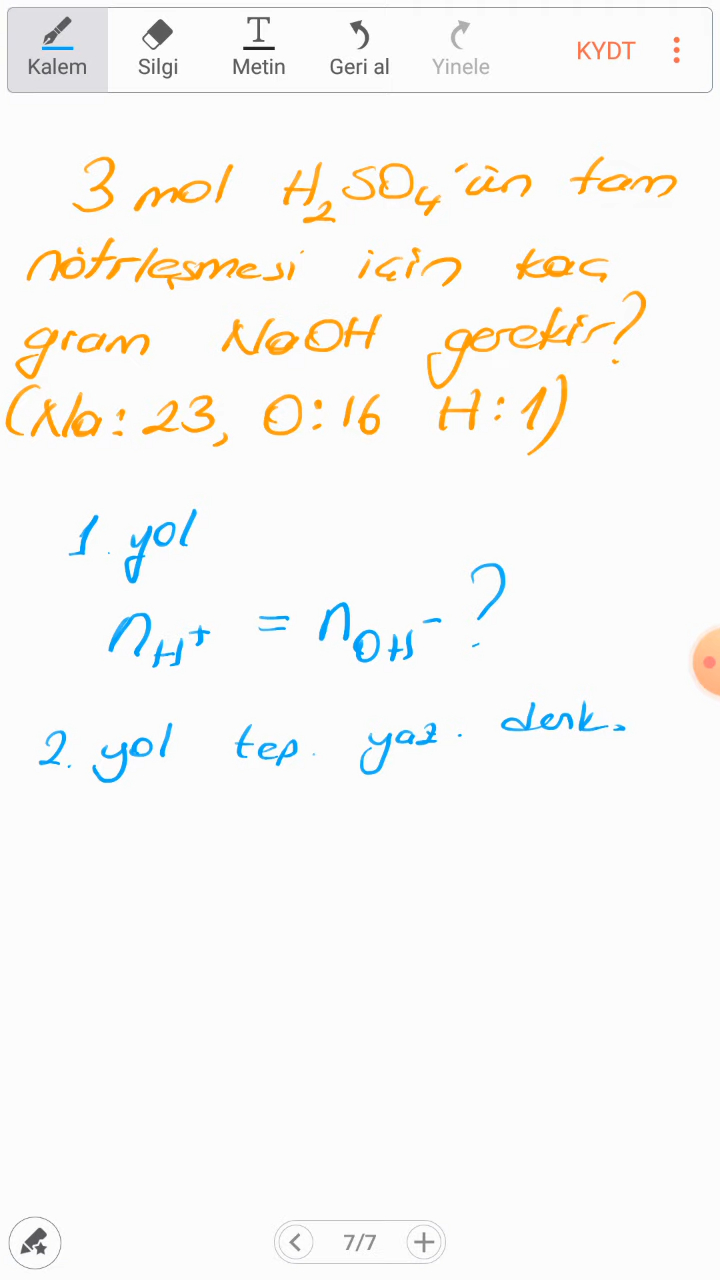 Kalem Silgi Metin Geri al Yinele KYDT
3 mol H₂SO₄'ün tam
nötrleşmesi için kaç
gram NaOH gerekir?
(Na: 23, O:16 H:1)
1. yol
nH⁺ = nOH⁻ ?
2. yol tep. yaz. denk.
7/7